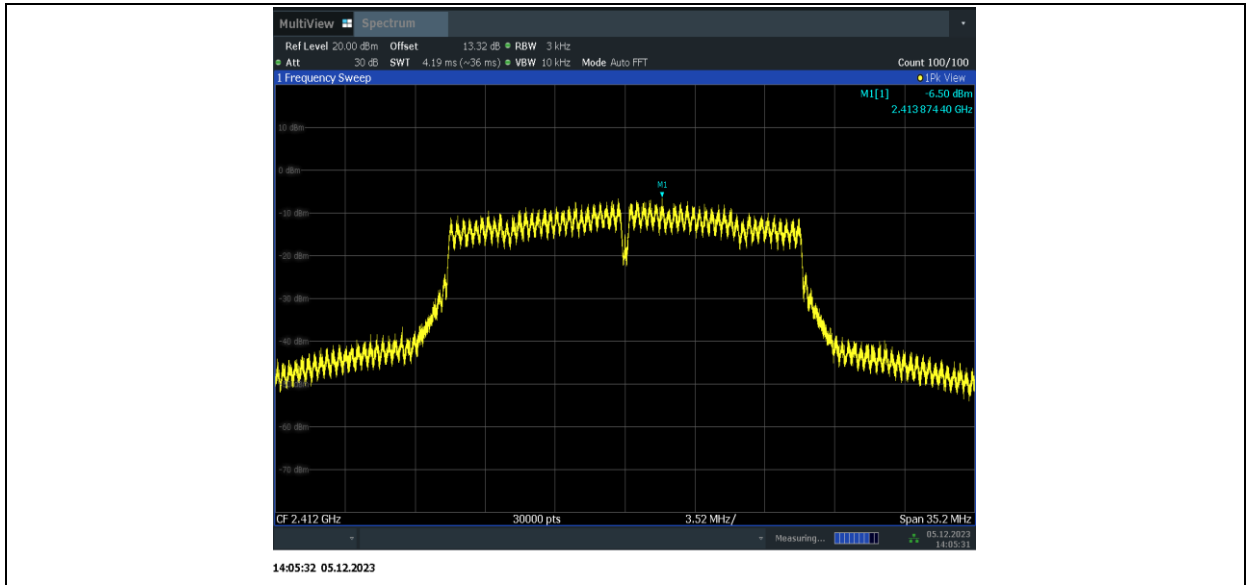 MultiView Spectrum
Ref Level 20.00 dBm Offset 13.32 dB RBW 3 kHz
Att 30 dB SWT 4.19 ms (~36 ms) VBW 10 kHz Mode Auto FFT Count 100/100
1 Frequency Sweep 1Pk View
M1[1] -6.50 dBm
2.413 874 40 GHz
10 dBm
0 dBm
M1
-10 dBm
-20 dBm
-30 dBm
-40 dBm
-60 dBm
-70 dBm
CF 2.412 GHz 30000 pts 3.52 MHz/ Span 35.2 MHz
Measuring... 05.12.2023
14:05:31
14:05:32 05.12.2023